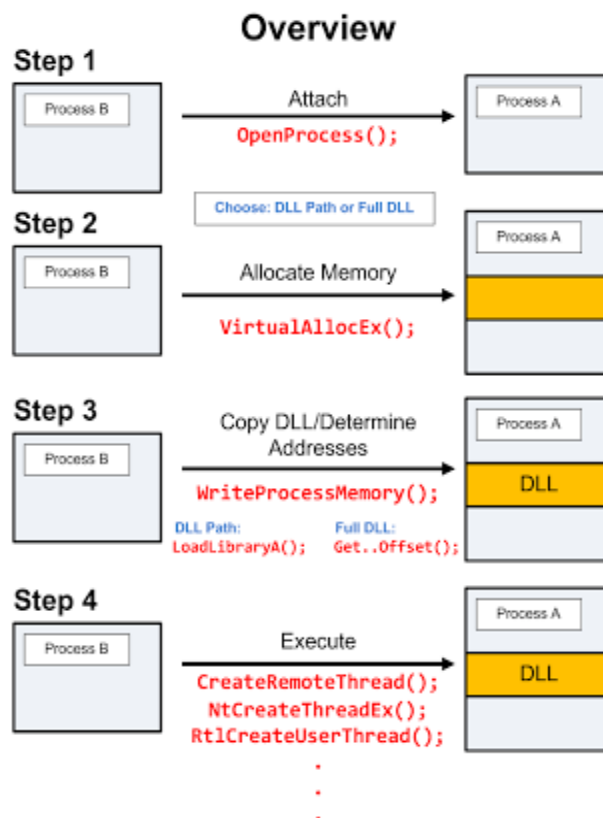 Overview
Step 1
Process B
Attach
OpenProcess();
Process A
Choose: DLL Path or Full DLL
Step 2
Process B
Allocate Memory
VirtualAllocEx();
Process A
Step 3
Process B
Copy DLL/Determine
Addresses
WriteProcessMemory();
DLL Path:
LoadLibraryA();
Full DLL:
Get..Offset();
Process A
DLL
Step 4
Process B
Execute
CreateRemoteThread();
NtCreateThreadEx();
RtlCreateUserThread();
.
.
.
Process A
DLL